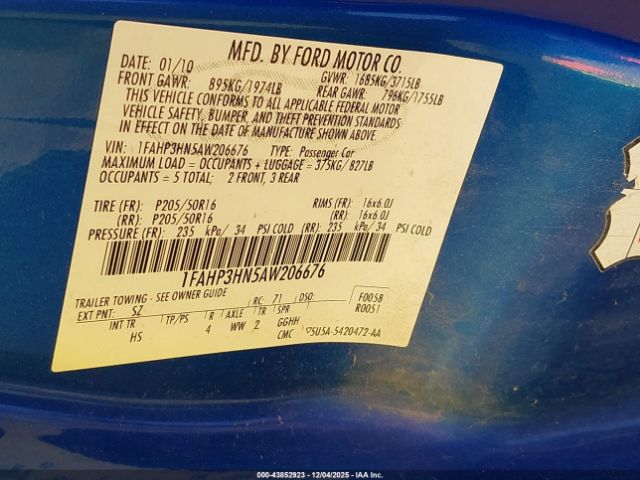 MFD. BY FORD MOTOR CO.
DATE: 01/10 GVWR: 1685KG/3715LB
FRONT GAWR: 895KG/1974LB REAR GAWR: 796KG/1755LB
THIS VEHICLE CONFORMS TO ALL APPLICABLE FEDERAL MOTOR
VEHICLE SAFETY, BUMPER, AND THEFT PREVENTION STANDARDS
IN EFFECT ON THE DATE OF MANUFACTURE SHOWN ABOVE.
VIN: 1FAHP3HN5AW206676 TYPE: Passenger Car
MAXIMUM LOAD = OCCUPANTS + LUGGAGE = 375KG/ 827LB
OCCUPANTS = 5 TOTAL; 2 FRONT, 3 REAR
TIRE (FR): P205/50R16 RIMS (FR): 16x6.0J
(RR): P205/50R16 (RR): 16x6.0J
PRESSURE (FR): 235 kPa/ 34 PSI COLD (RR): 235 kPa/ 34 PSI COLD
1FAHP3HN5AW206676
TRAILER TOWING - SEE OWNER GUIDE RC: 71 DSO: F0058
EXT PNT: SZ R0051
INT TR TP/PS R AXLE TR SPR
HS 4 WW 2 GGHH
CMC 5U5A-5420472-AA
000-43852923 - 12/04/2025 - IAA Inc.